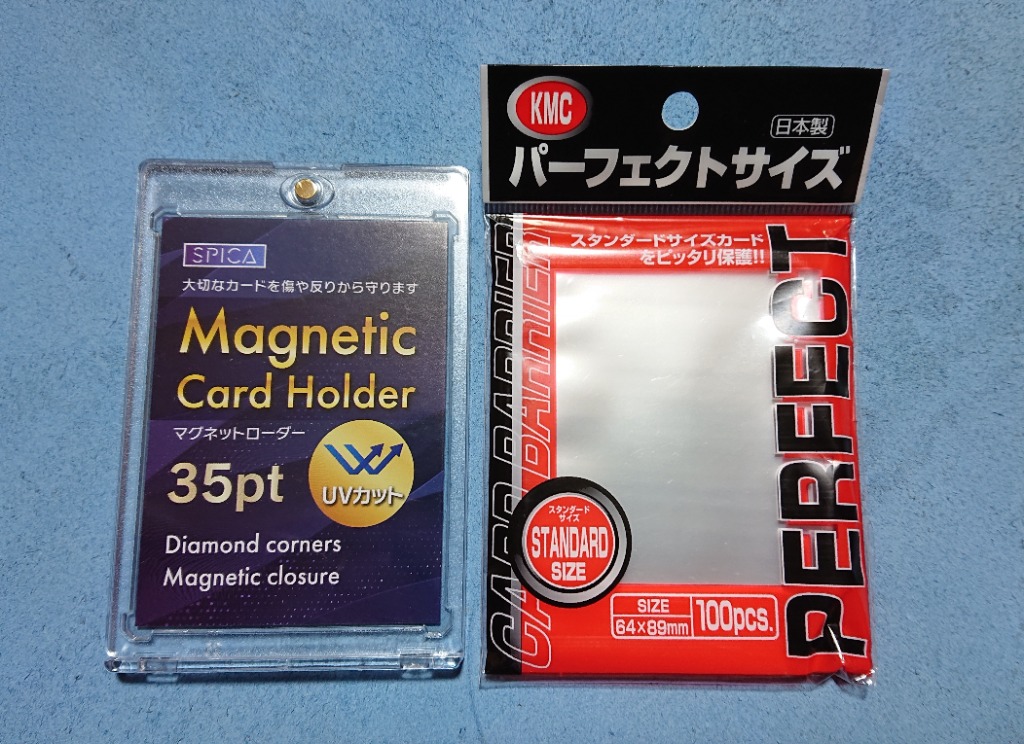 SPICA
大切なカードを傷や反りから守ります
Magnetic
Card Holder
マグネットローダー
35pt
UVカット
Diamond corners
Magnetic closure
KMC
日本製
パーフェクトサイズ
スタンダードサイズカード
をピッタリ保護!!
CARD BARRIER
PERFECT
スタンダード
サイズ
STANDARD
SIZE
SIZE
64×89mm
100pcs.